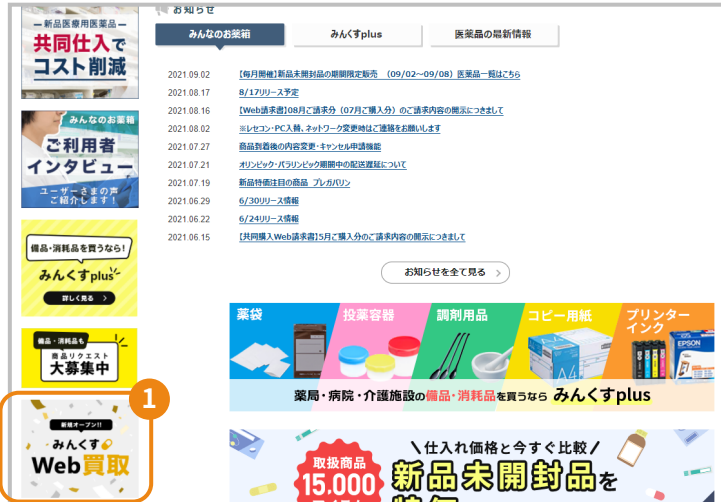 お知らせ
みんなのお薬箱
みんくすplus
医薬品の最新情報
2021.09.02 【毎月開催】新品未開封品の期間限定販売 (09/02~09/08) 医薬品一覧はこちら
2021.08.17 8/17リリース予定
2021.08.16 【Web請求書】08月ご請求分（07月ご購入分）のご請求内容の開示につきまして
2021.08.02 ※レセコン・PC入替、ネットワーク変更時はご連絡をお願いします
2021.07.27 商品到着後の内容変更・キャンセル申請機能
2021.07.21 オリンピック・パラリンピック期間中の配送遅延について
2021.07.19 新品特価注目の商品 プレガバリン
2021.06.29 6/30リリース情報
2021.06.22 6/24リリース情報
2021.06.15 【共同購入Web請求書】5月ご購入分のご請求内容の開示につきまして
お知らせを全て見る
ー新品医療用医薬品ー
共同仕入で
コスト削減
みんなのお薬箱
ご利用者
インタビュー
ユーザーさまの声
ご紹介します！
備品・消耗品を買うなら！
みんくすplus
詳しく見る
備品・消耗品も
商品リクエスト
大募集中
1
新規オープン!!
みんくす
Web買取
薬袋
投薬容器
調剤用品
コピー用紙
プリンター
インク
A4
A4
EPSON
薬局・病院・介護施設の備品・消耗品を買うなら みんくすplus
仕入れ価格と今すぐ比較
取扱商品
15,000
新品未開封品を